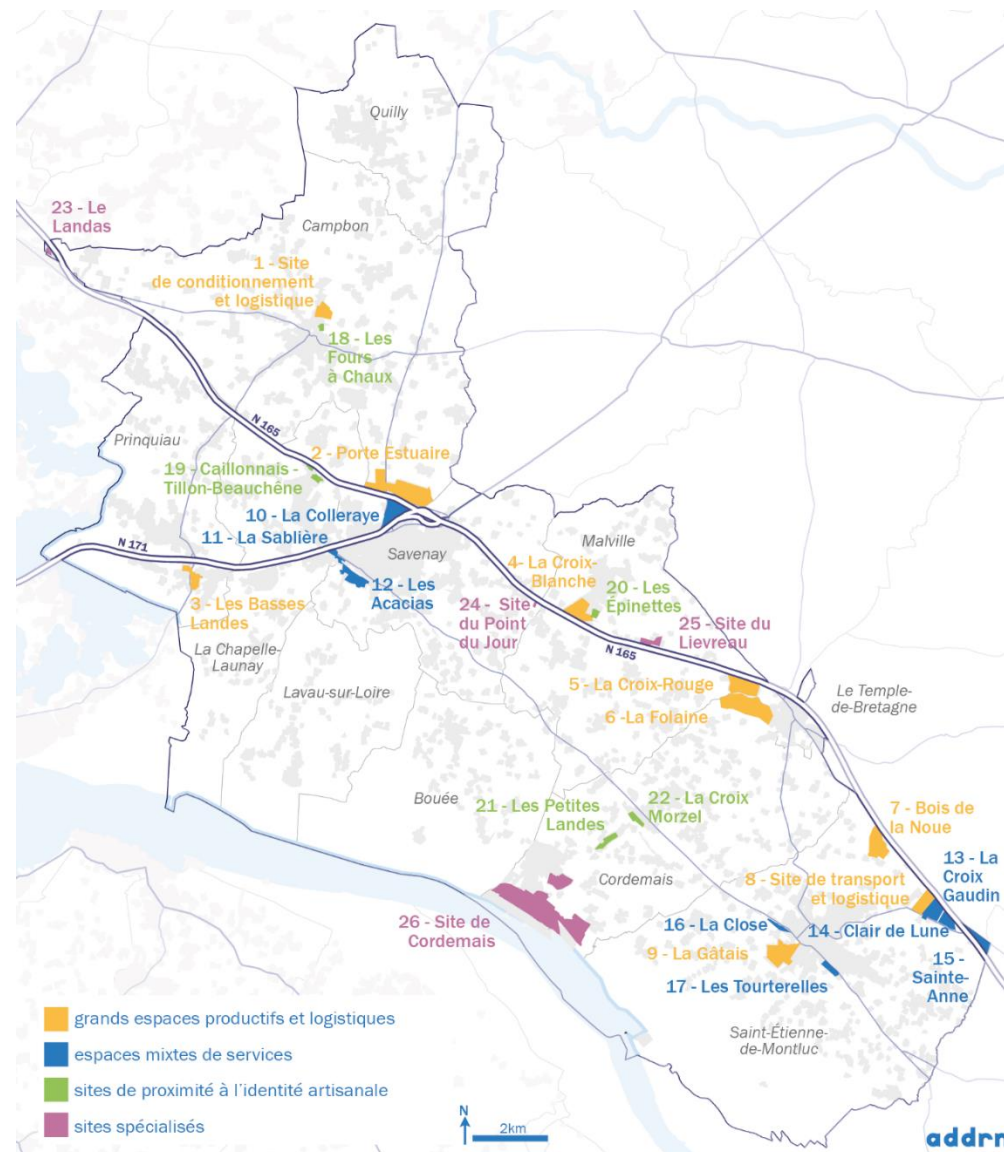 Quilly
23 - Le
Landas
Campbon
1 - Site
de conditionnement
et logistique
18 - Les
Fours
à Chaux
N 165
Prinquiau
2 - Porte Estuaire
19 - Caillonnais -
Tillon-Beauchêne
10 - La Colleraye
11 - La Sablière
N 171
Savenay
Malville
4- La Croix-
Blanche
20 - Les
Épinettes
12 - Les
Acacias
24 - Site
du Point
du Jour
25 - Site du
Lievreau
3 - Les Basses
Landes
La Chapelle-
Launay
N 165
Lavau-sur-Loire
5 - La Croix-Rouge
6 -La Folaine
Le Temple-
de-Bretagne
Bouée
21 - Les Petites
Landes
22 - La Croix
Morzel
7 - Bois de
la Noue
13 - La
Croix
Gaudin
Cordemais
8 - Site de transport
et logistique
26 - Site de
Cordemais
16 - La Close
14 - Clair de Lune
9 - La Gâtais
15 -
Sainte-
Anne
17 - Les Tourterelles
Saint-Étienne-
de-Montluc
grands espaces productifs et logistiques
espaces mixtes de services
sites de proximité à l'identité artisanale
sites spécialisés
N
2km
addrn